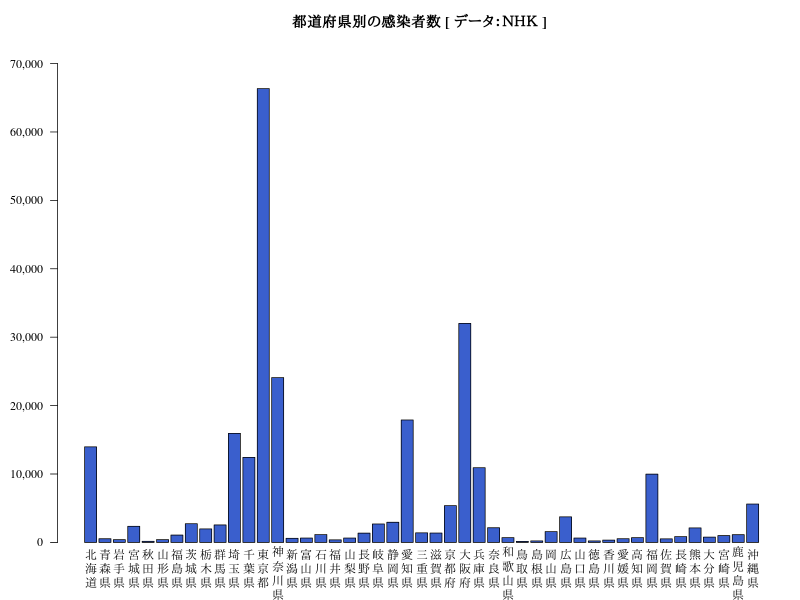 都道府県別の感染者数 [ データ：NHK ]
70,000
60,000
50,000
40,000
30,000
20,000
10,000
0
北海道
青森県
岩手県
宮城県
秋田県
山形県
福島県
茨城県
栃木県
群馬県
埼玉県
千葉県
東京都
神奈川県
新潟県
富山県
石川県
福井県
山梨県
長野県
岐阜県
静岡県
愛知県
三重県
滋賀県
京都府
大阪府
兵庫県
奈良県
和歌山県
鳥取県
島根県
岡山県
広島県
山口県
徳島県
香川県
愛媛県
高知県
福岡県
佐賀県
長崎県
熊本県
大分県
宮崎県
鹿児島県
沖縄県